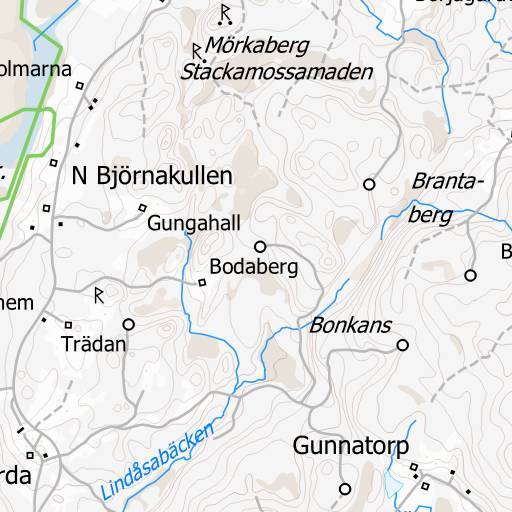 Mörkaberg
Stackamossamaden
olmarna
N Björnakullen
Branta-
berg
Gungahall
Bodaberg
B
nem
Trädan
Bonkans
Lindåsabäcken
Gunnatorp
rda